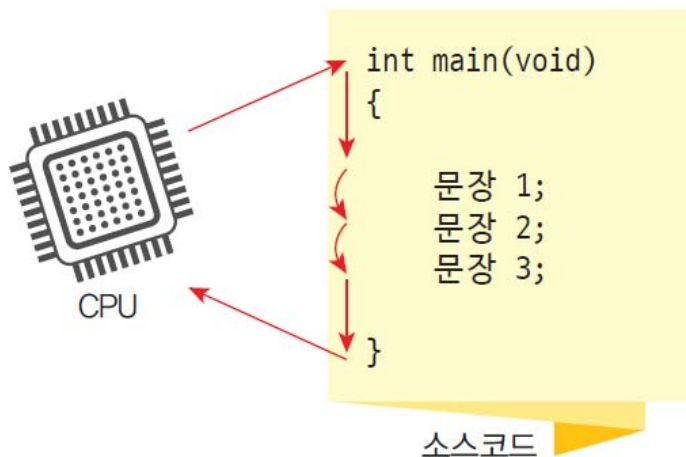 int main(void)
{
문장 1;
문장 2;
문장 3;
}
CPU
소스코드